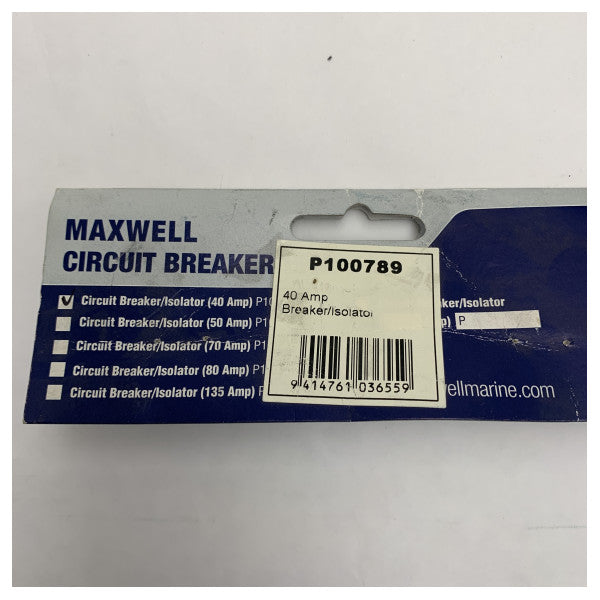 MAXWELL
CIRCUIT BREAKER
Circuit Breaker/Isolator (40 Amp) P10
Circuit Breaker/Isolator (50 Amp) P1
Circuit Breaker/Isolator (70 Amp) P1
Circuit Breaker/Isolator (80 Amp) P
Circuit Breaker/Isolator (135 Amp) P
P100789
40 Amp
Breaker/Isolator
9 414761 036559
ker/Isolator
) P
ellmarine.com